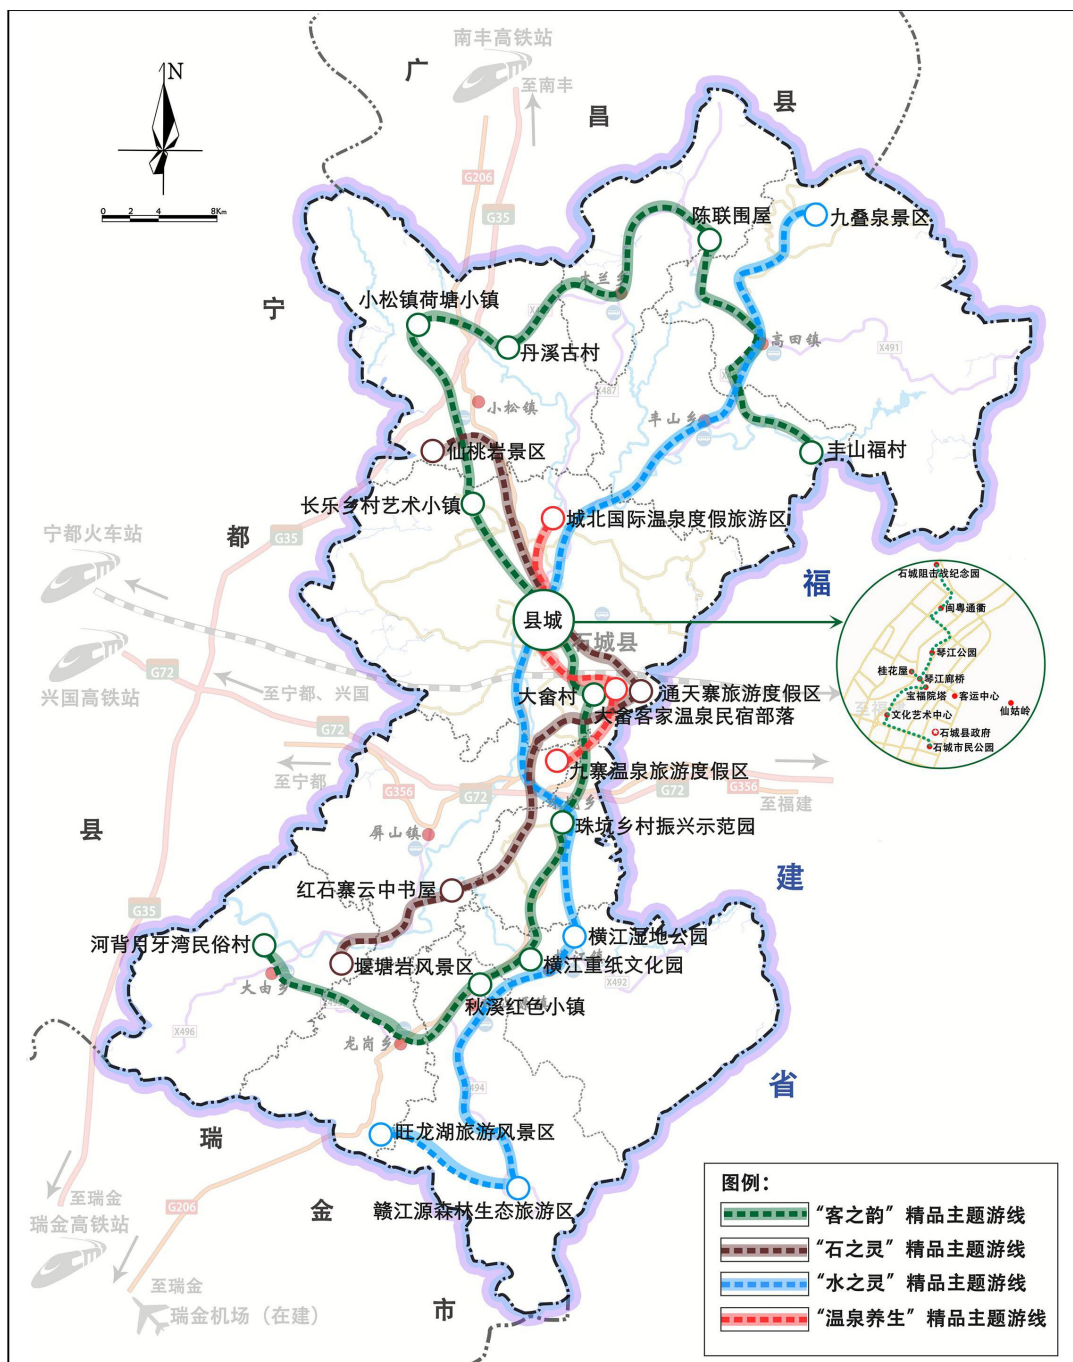 南丰高铁站
广
至南丰
昌
县
N
G206
0 2 4 8Km
G35
陈联围屋
九叠泉景区
木兰乡
宁
小松镇荷塘小镇
丹溪古村
高田镇
X491
X487
小松镇
丰山乡
仙桃岩景区
丰山福村
长乐乡村艺术小镇
城北国际温泉度假旅游区
宁都火车站
都
G35
福
石城阻击战纪念园
闽粤通衢
琴江公园
桂花屋
琴江廊桥
宝福院塔
客运中心
仙姑岭
文化艺术中心
石城县政府
石城市民公园
县城
石城县
兴国高铁站
G72
至宁都、兴国
大畲村
通天寨旅游度假区
大畲客家温泉民宿部落
至福建
九寨温泉旅游度假区
至宁都
G356
G72
G72
G356
至福建
县
屏山镇
珠坑乡
珠坑乡村振兴示范园
建
红石寨云中书屋
G35
河背月牙湾民俗村
横江湿地公园
堰塘岩风景区
横江重纸文化园
大由乡
X492
秋溪红色小镇
X496
龙岗乡
省
494
瑞
旺龙湖旅游风景区
至瑞金
G206
金
赣江源森林生态旅游区
瑞金高铁站
至瑞金
瑞金机场（在建）
市
图例：
“客之韵” 精品主题游线
“石之灵” 精品主题游线
“水之灵” 精品主题游线
“温泉养生” 精品主题游线